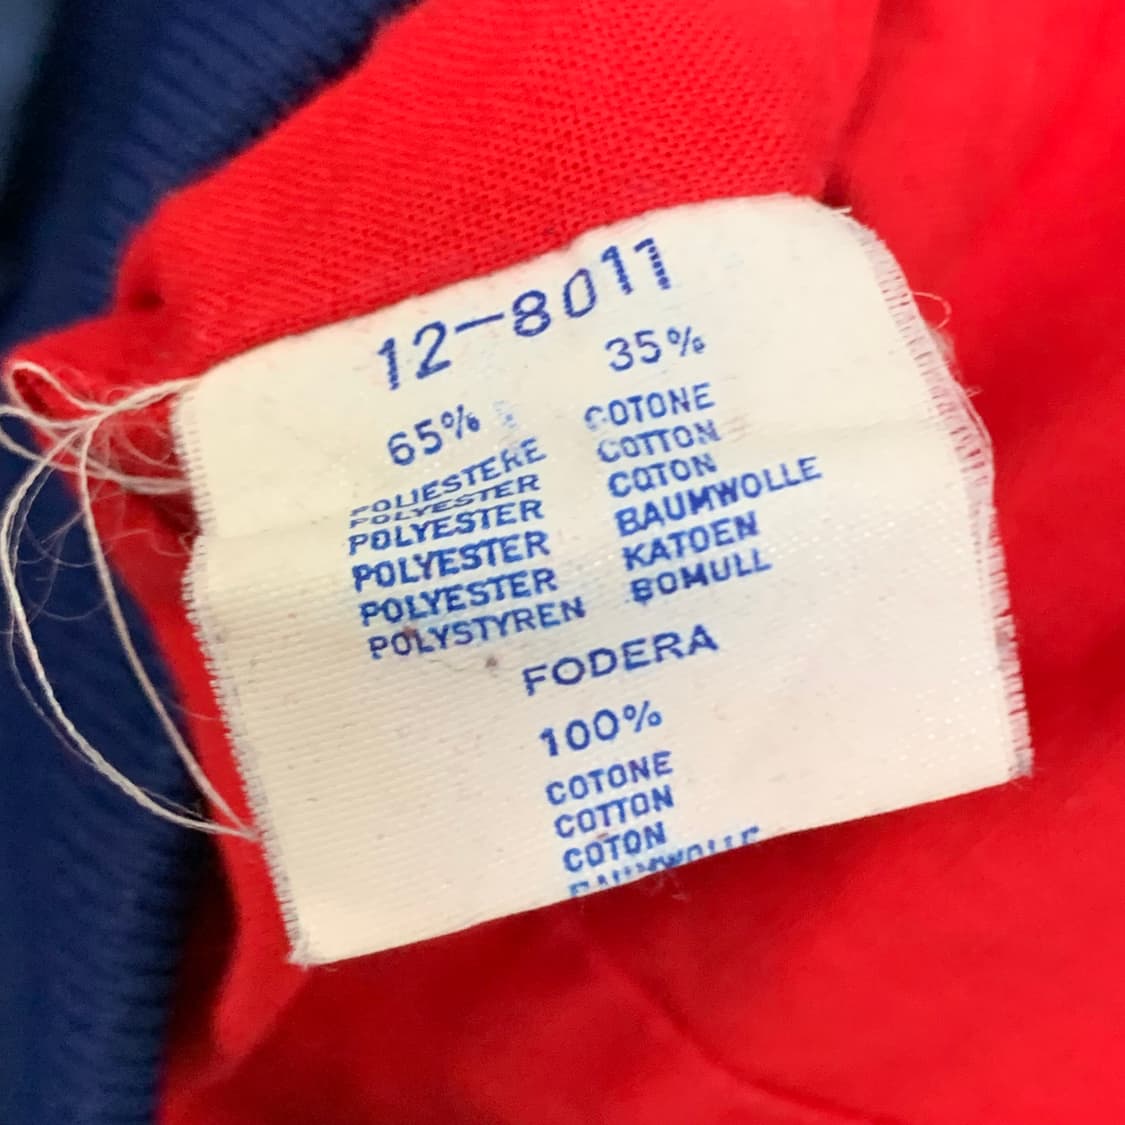 12-8011
65%
POLIESTERE
POLYESTER
POLYESTER
POLYESTER
POLYESTER
POLYSTYREN
35%
COTONE
COTTON
COTON
BAUMWOLLE
KATOEN
BOMULL
FODERA
100%
COTONE
COTTON
COTON
BAUMWOLLE